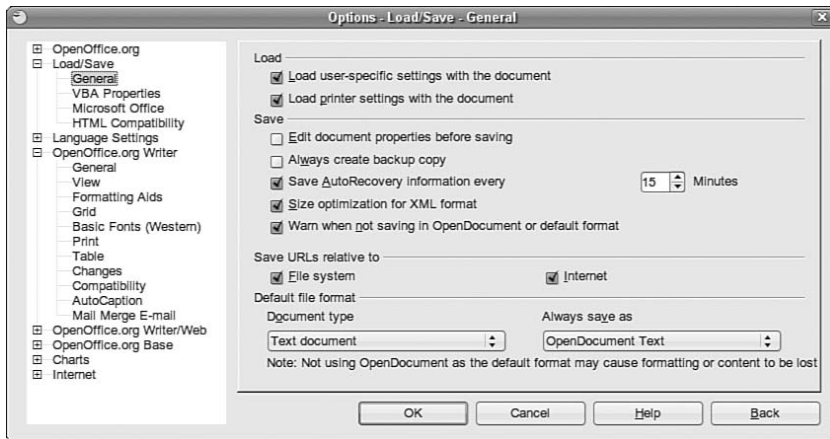 Options - Load/Save - General
OpenOffice.org
Load/Save
General
VBA Properties
Microsoft Office
HTML Compatibility
Language Settings
OpenOffice.org Writer
General
View
Formatting Aids
Grid
Basic Fonts (Western)
Print
Table
Changes
Compatibility
AutoCaption
Mail Merge E-mail
OpenOffice.org Writer/Web
OpenOffice.org Base
Charts
Internet
Load
Load user-specific settings with the document
Load printer settings with the document
Save
Edit document properties before saving
Always create backup copy
Save AutoRecovery information every 15 Minutes
Size optimization for XML format
Warn when not saving in OpenDocument or default format
Save URLs relative to
File system Internet
Default file format
Document type Always save as
Text document OpenDocument Text
Note: Not using OpenDocument as the default format may cause formatting or content to be lost
OK Cancel Help Back